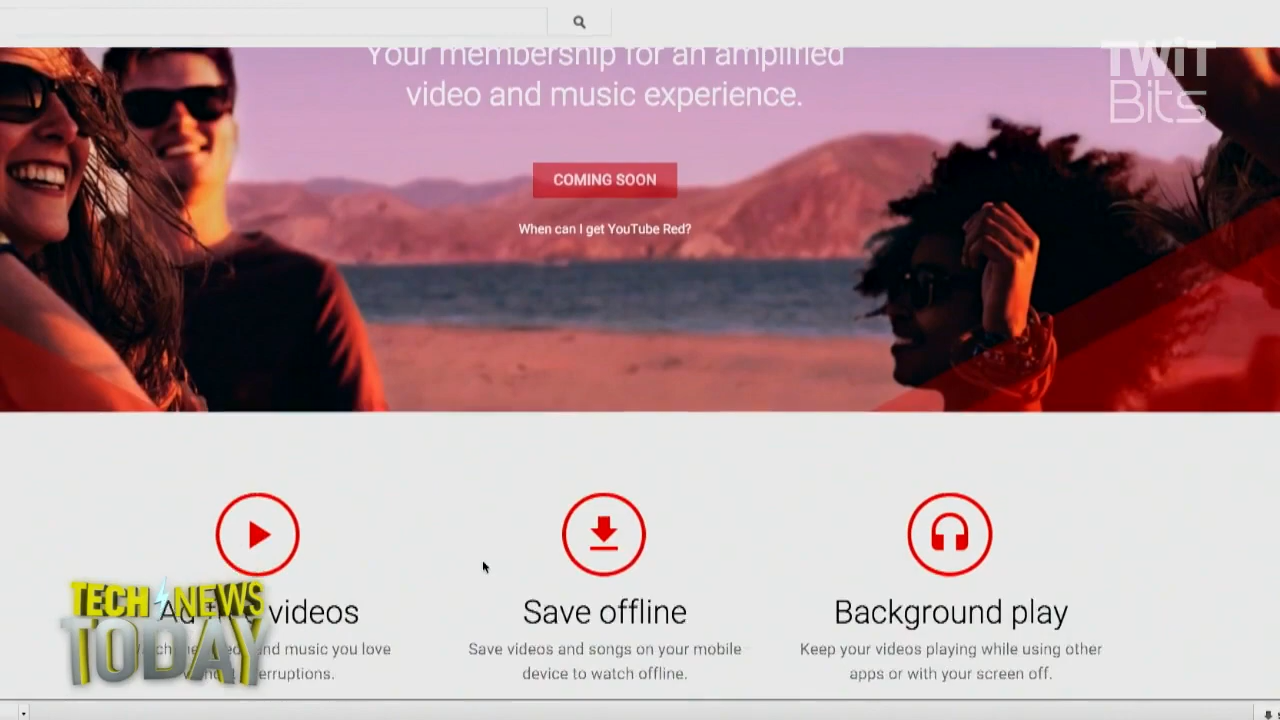 Your membership for an amplified
video and music experience.
TWiT
Bits
COMING SOON
When can I get YouTube Red?
TECH NEWS
TODAY
videos
Save offline
Background play
and music you love
Save videos and songs on your mobile
Keep your videos playing while using other
device to watch offline.
apps or with your screen off.